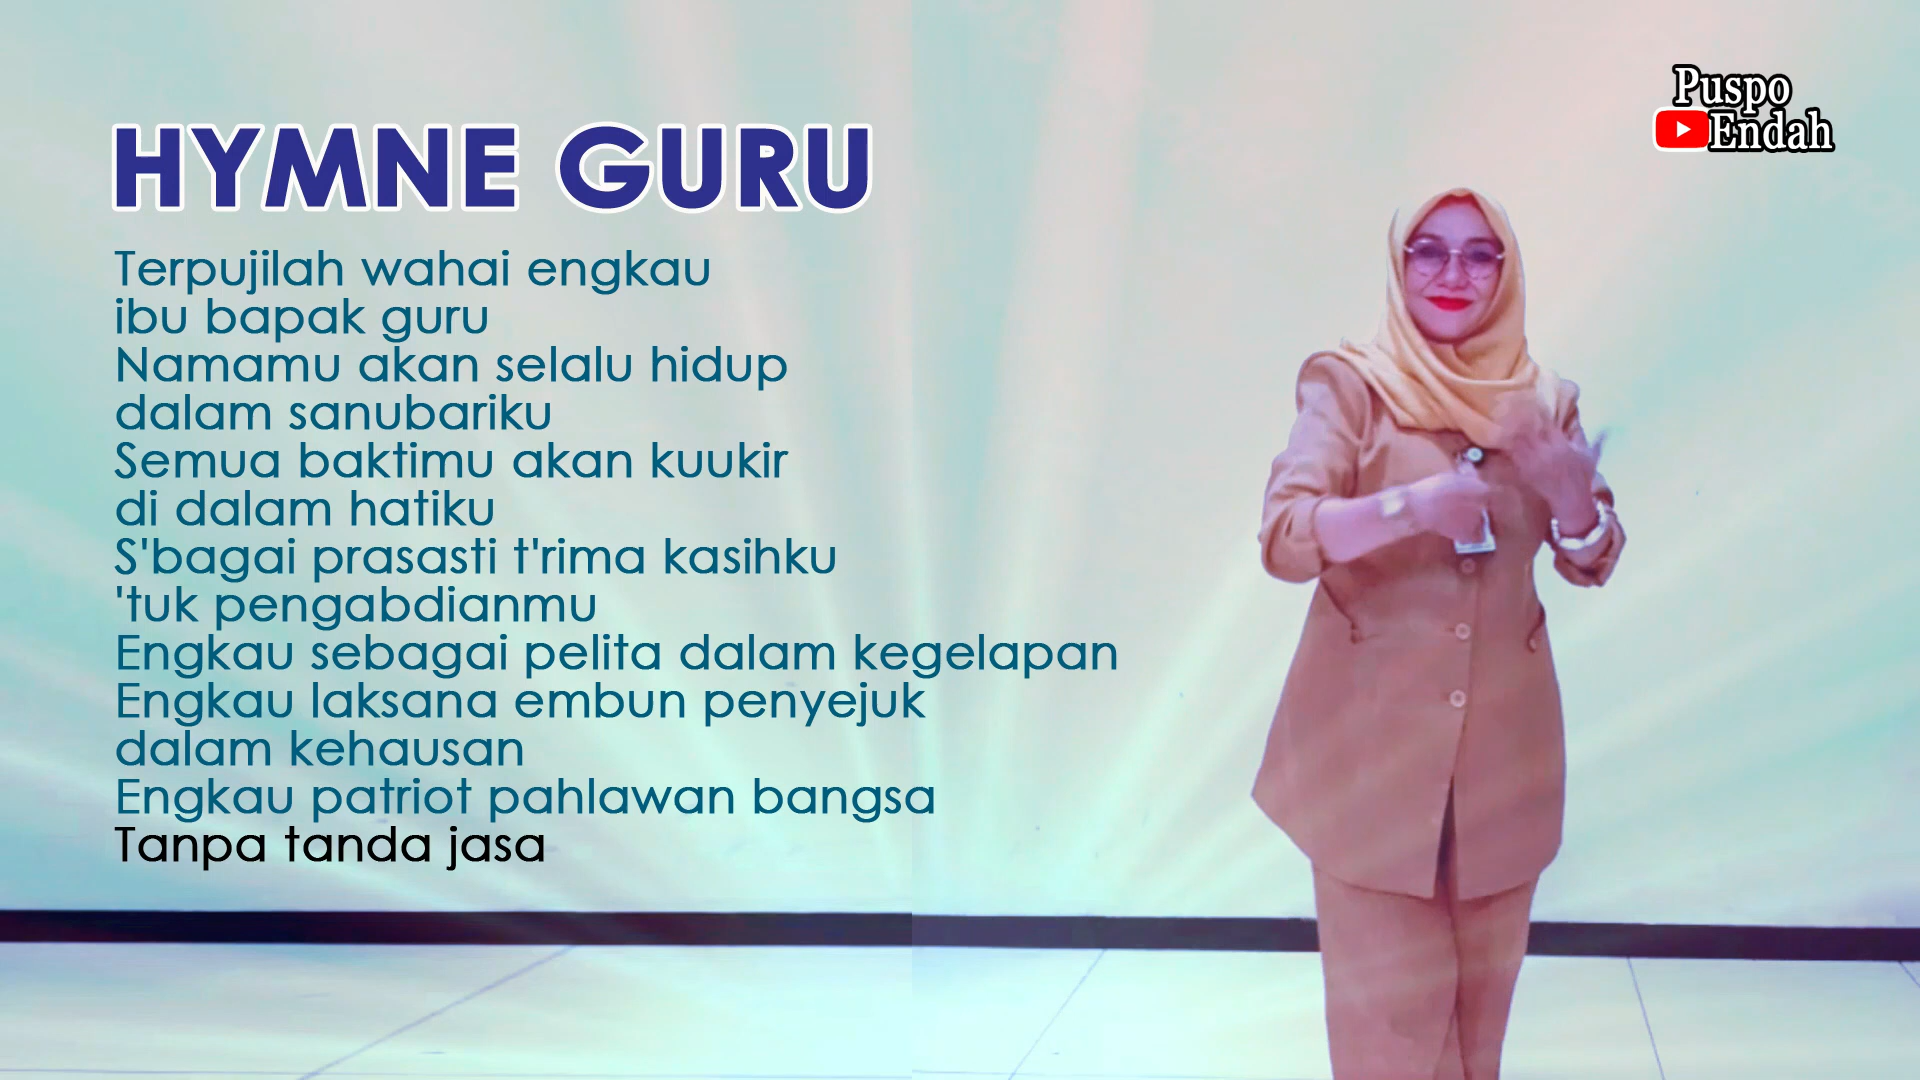 Puspo
Endah
HYMNE GURU
Terpujilah wahai engkau
ibu bapak guru
Namamu akan selalu hidup
dalam sanubariku
Semua baktimu akan kuukir
di dalam hatiku
S'bagai prasasti t'rima kasihku
'tuk pengabdianmu
Engkau sebagai pelita dalam kegelapan
Engkau laksana embun penyejuk
dalam kehausan
Engkau patriot pahlawan bangsa
Tanpa tanda jasa